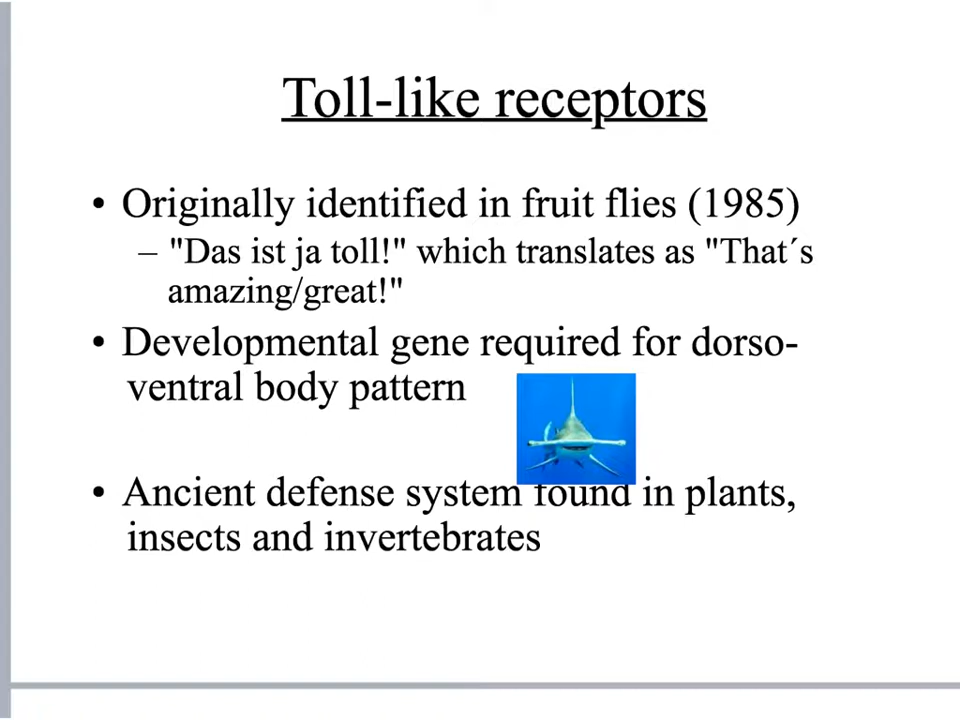 Toll-like receptors
• Originally identified in fruit flies (1985)
– "Das ist ja toll!" which translates as "That´s
amazing/great!"
• Developmental gene required for dorso-
ventral body pattern
• Ancient defense system found in plants,
insects and invertebrates